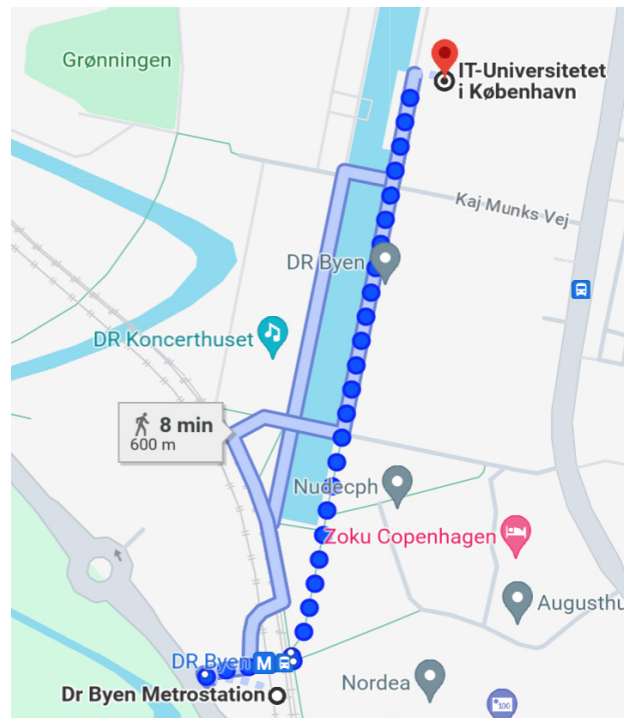 Grønningen
IT-Universitetet
i København
Kaj Munks Vej
DR Byen
DR Koncerthuset
8 min
600 m
Nudecph
Zoku Copenhagen
Augusthu
DR Byen
M
Dr Byen Metrostation
Nordea
100